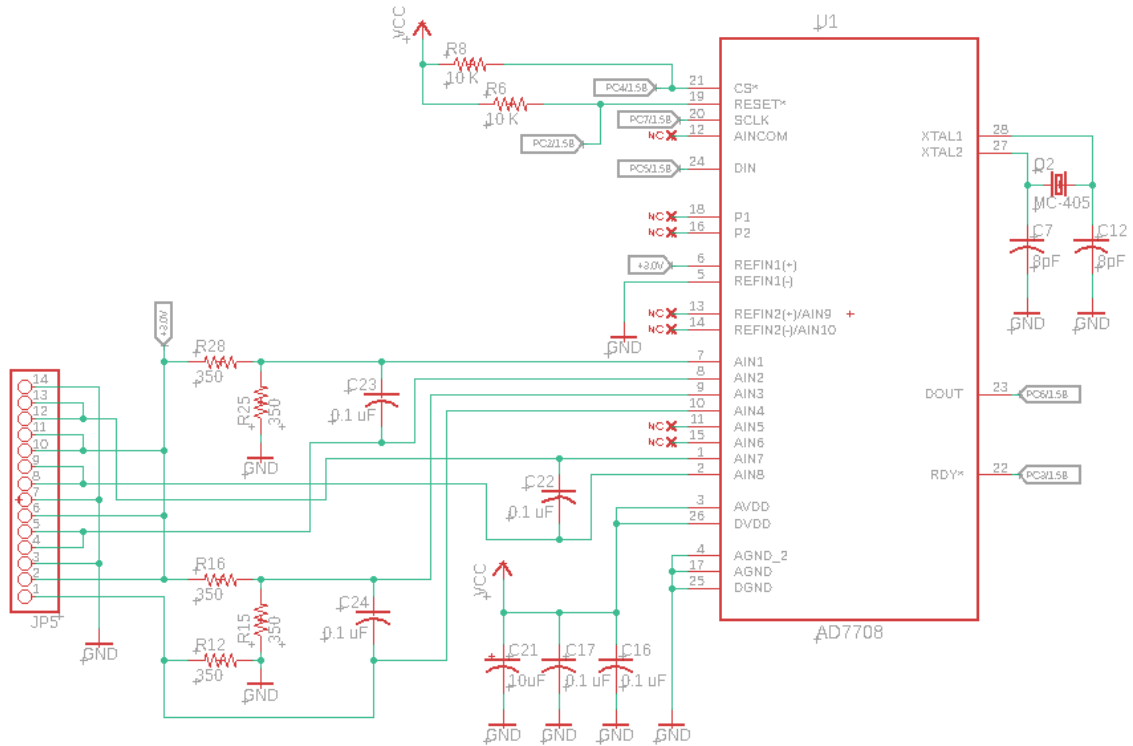 U1
VCC
R8
10 K
R6
10 K
PC4/1.5B
PC7/1.5B
NC
PC2/1.5B
PC5/1.5B
NC
NC
+3.0V
NC
NC
GND
21 CS*
19 RESET*
20 SCLK
12 AINCOM
24 DIN
18 P1
16 P2
6 REFIN1(+)
5 REFIN1(-)
13 REFIN2(+)/AIN9
14 REFIN2(-)/AIN10
7 AIN1
8 AIN2
9 AIN3
10 AIN4
11 AIN5
15 AIN6
1 AIN7
2 AIN8
3 AVDD
26 DVDD
4 AGND_2
17 AGND
25 DGND
AD7708
XTAL1 28
XTAL2 27
Q2
MC-405
C7
8pF
C12
8pF
GND
GND
DOUT 23
PC6/1.5B
RDY* 22
PC3/1.5B
+3.0V
R28
350
R25
350
GND
C23
0.1 uF
NC
NC
C22
0.1 uF
14
13
12
11
10
9
8
7
6
5
4
3
2
1
JP5
GND
R16
350
R15
350
R12
350
GND
C24
0.1 uF
VCC
C21
10uF
C17
0.1 uF
C16
0.1 uF
GND
GND
GND
GND